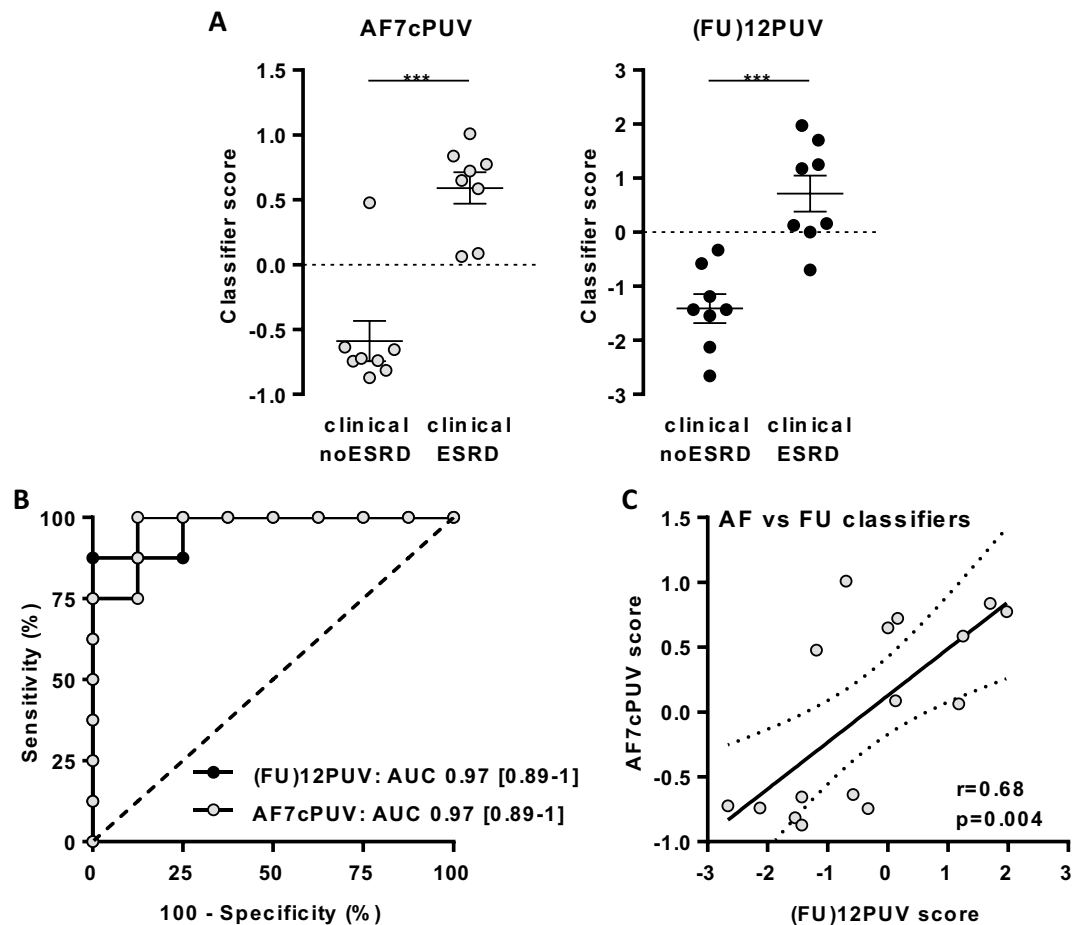 A
AF7cPUV
(FU)12PUV
Classifier score
1.5
1.0
0.5
0.0
-0.5
-1.0
***
clinical
noESRD
clinical
ESRD
Classifier score
3
2
1
0
-1
-2
-3
***
clinical
noESRD
clinical
ESRD
B
Sensitivity (%)
100
75
50
25
0
(FU)12PUV: AUC 0.97 [0.89-1]
AF7cPUV: AUC 0.97 [0.89-1]
0
25
50
75
100
100 - Specificity (%)
C
AF vs FU classifiers
AF7cPUV score
1.5
1.0
0.5
0.0
-0.5
-1.0
r=0.68
p=0.004
-3
-2
-1
0
1
2
3
(FU)12PUV score